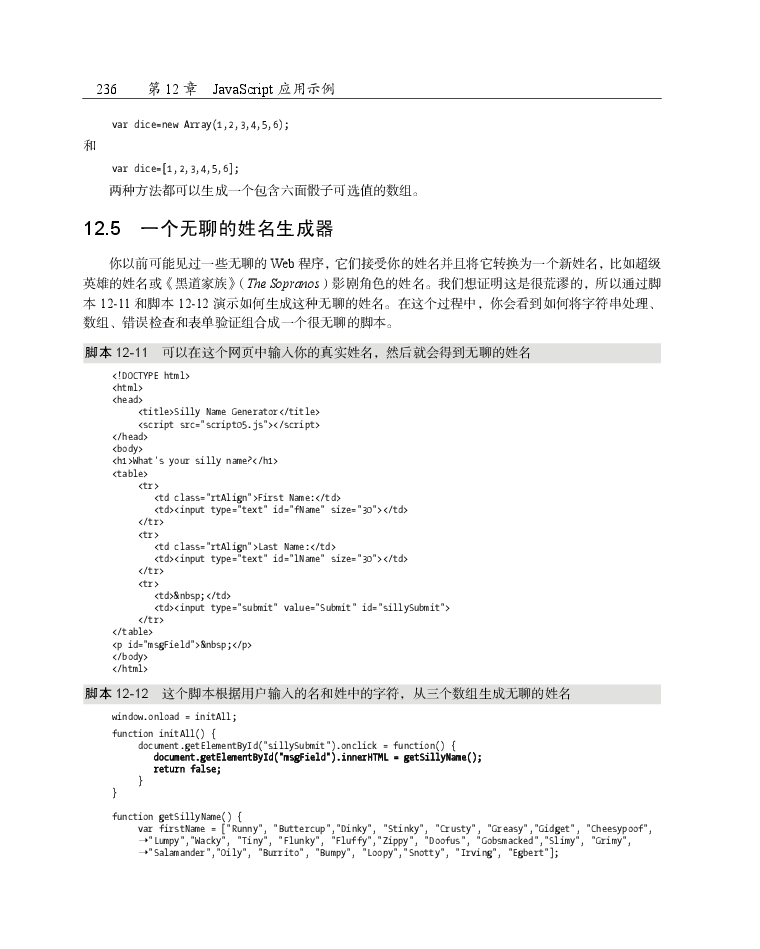 236 第 12 章 JavaScript 应用示例
var dice=new Array(1,2,3,4,5,6);
和
var dice=[1,2,3,4,5,6];
两种方法都可以生成一个包含六面骰子可选值的数组。
12.5 一个无聊的姓名生成器
你以前可能见过一些无聊的 Web 程序，它们接受你的姓名并且将它转换为一个新姓名，比如超级
英雄的姓名或《黑道家族》（The Sopranos）影剧角色的姓名。我们想证明这是很荒谬的，所以通过脚
本 12-11 和脚本 12-12 演示如何生成这种无聊的姓名。在这个过程中，你会看到如何将字符串处理、
数组、错误检查和表单验证组合成一个很无聊的脚本。
脚本 12-11 可以在这个网页中输入你的真实姓名，然后就会得到无聊的姓名
<!DOCTYPE html>
<html>
<head>
<title>Silly Name Generator</title>
<script src="script05.js"></script>
</head>
<body>
<h1>What's your silly name?</h1>
<table>
<tr>
<td class="rtAlign">First Name:</td>
<td><input type="text" id="fName" size="30"></td>
</tr>
<tr>
<td class="rtAlign">Last Name:</td>
<td><input type="text" id="lName" size="30"></td>
</tr>
<tr>
<td>&nbsp;</td>
<td><input type="submit" value="Submit" id="sillySubmit">
</tr>
</table>
<p id="msgField">&nbsp;</p>
</body>
</html>
脚本 12-12 这个脚本根据用户输入的名和姓中的字符，从三个数组生成无聊的姓名
window.onload = initAll;
function initAll() {
document.getElementById("sillySubmit").onclick = function() {
document.getElementById("msgField").innerHTML = getSillyName();
return false;
}
}
function getSillyName() {
var firstName = ["Runny", "Buttercup","Dinky", "Stinky", "Crusty", "Greasy","Gidget", "Cheesypoof",
→"Lumpy","Wacky", "Tiny", "Flunky", "Fluffy","Zippy", "Doofus", "Gobsmacked","Slimy", "Grimy",
→"Salamander","Oily", "Burrito", "Bumpy", "Loopy","Snotty", "Irving", "Egbert"];